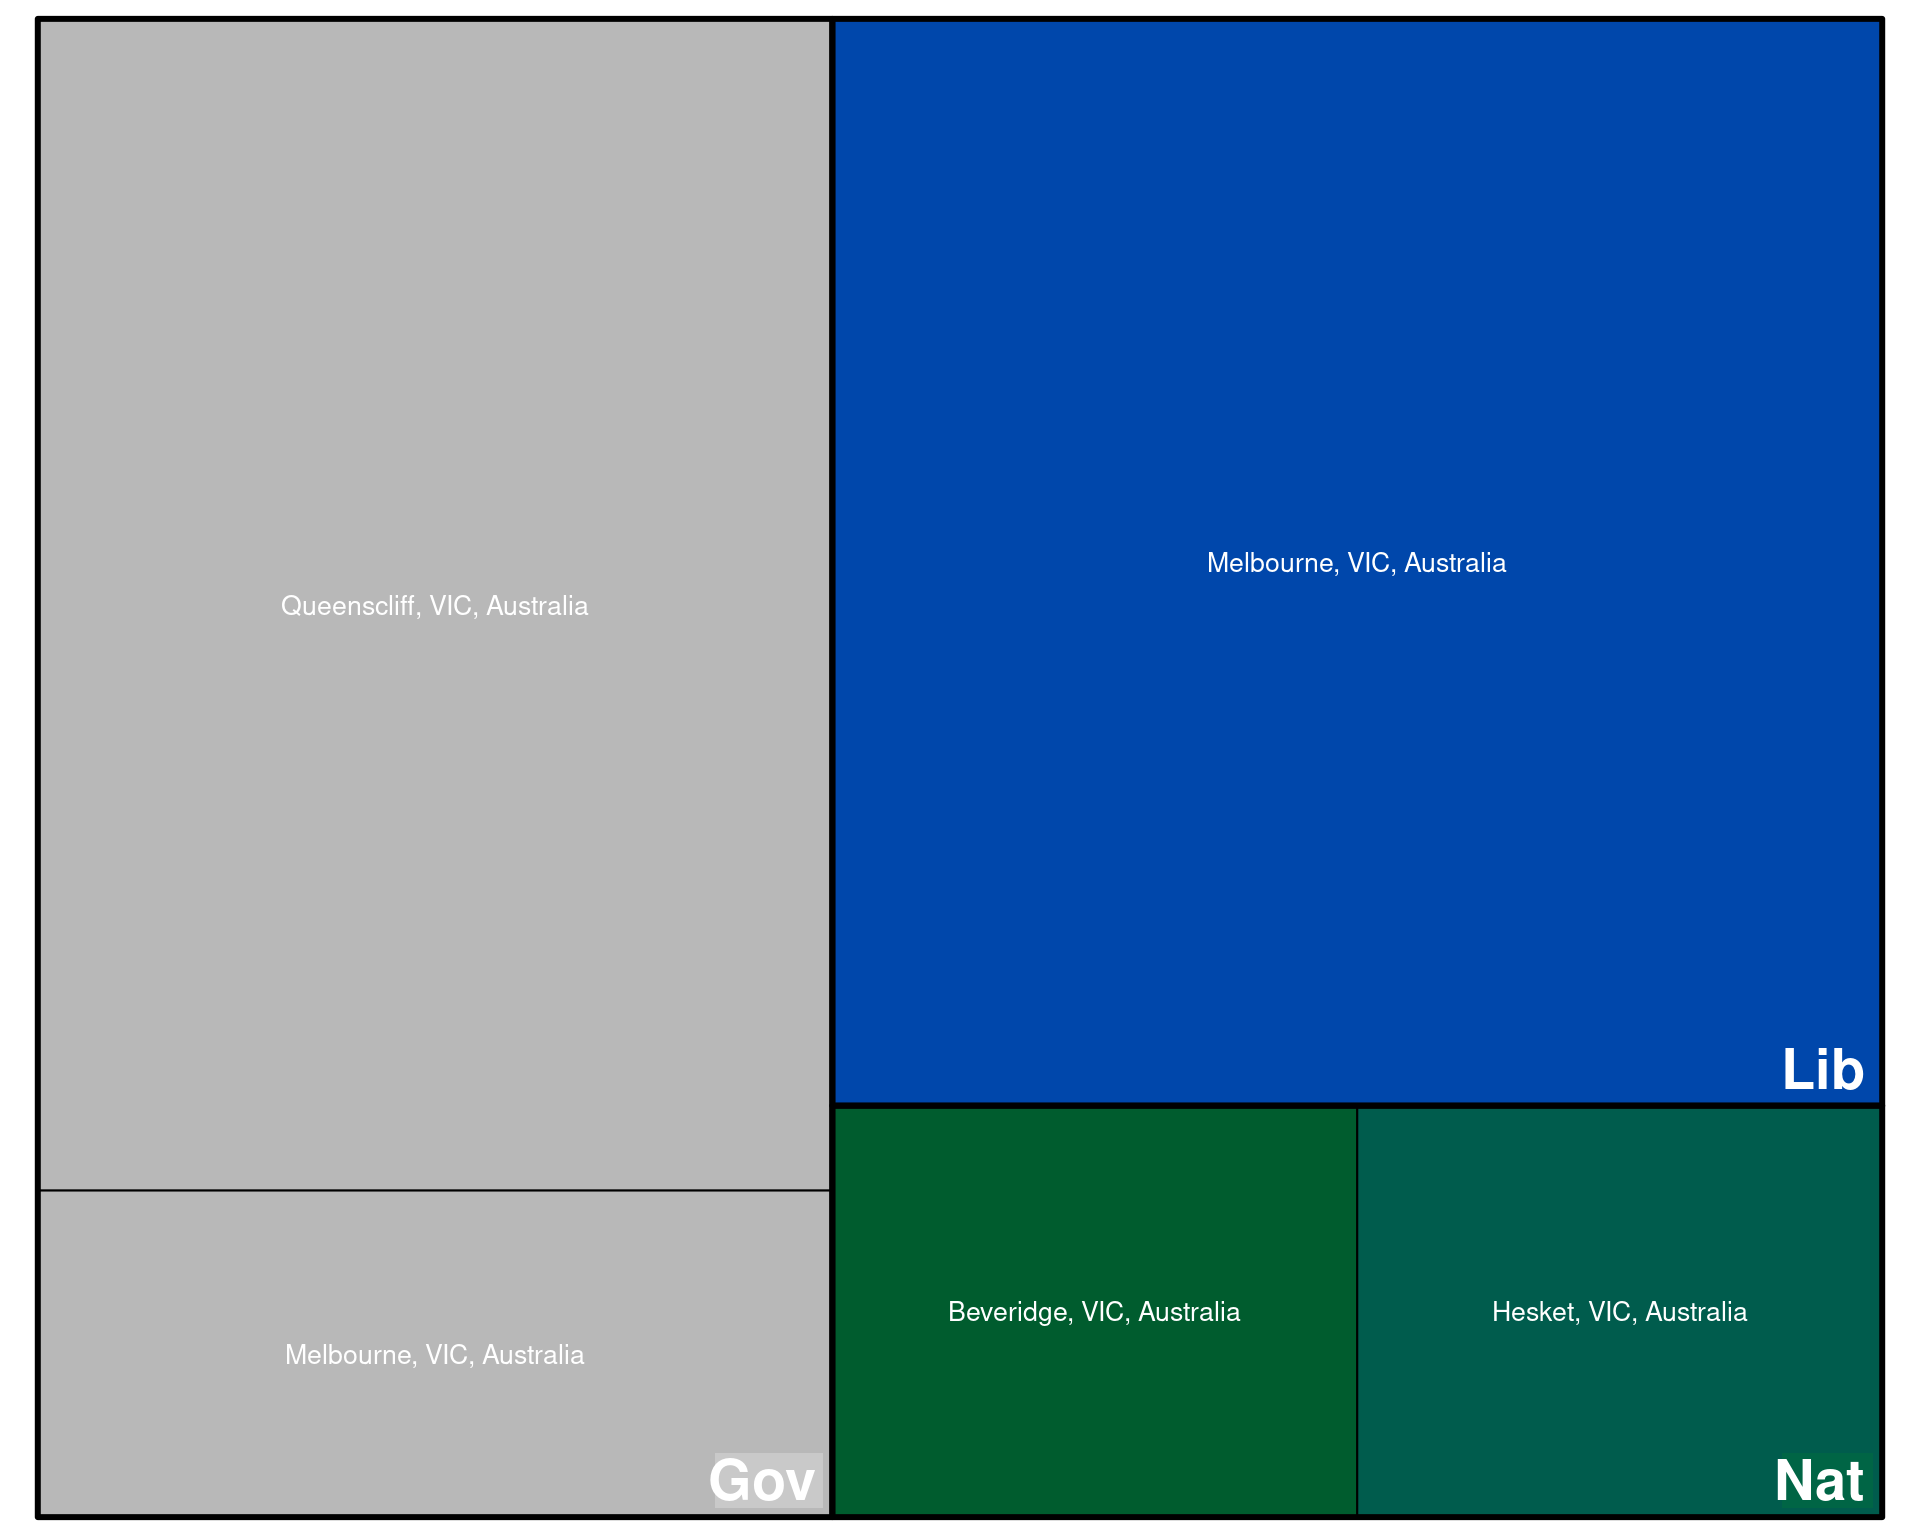 Queenscliff, VIC, Australia
Melbourne, VIC, Australia
Gov
Melbourne, VIC, Australia
Lib
Beveridge, VIC, Australia
Hesket, VIC, Australia
Nat